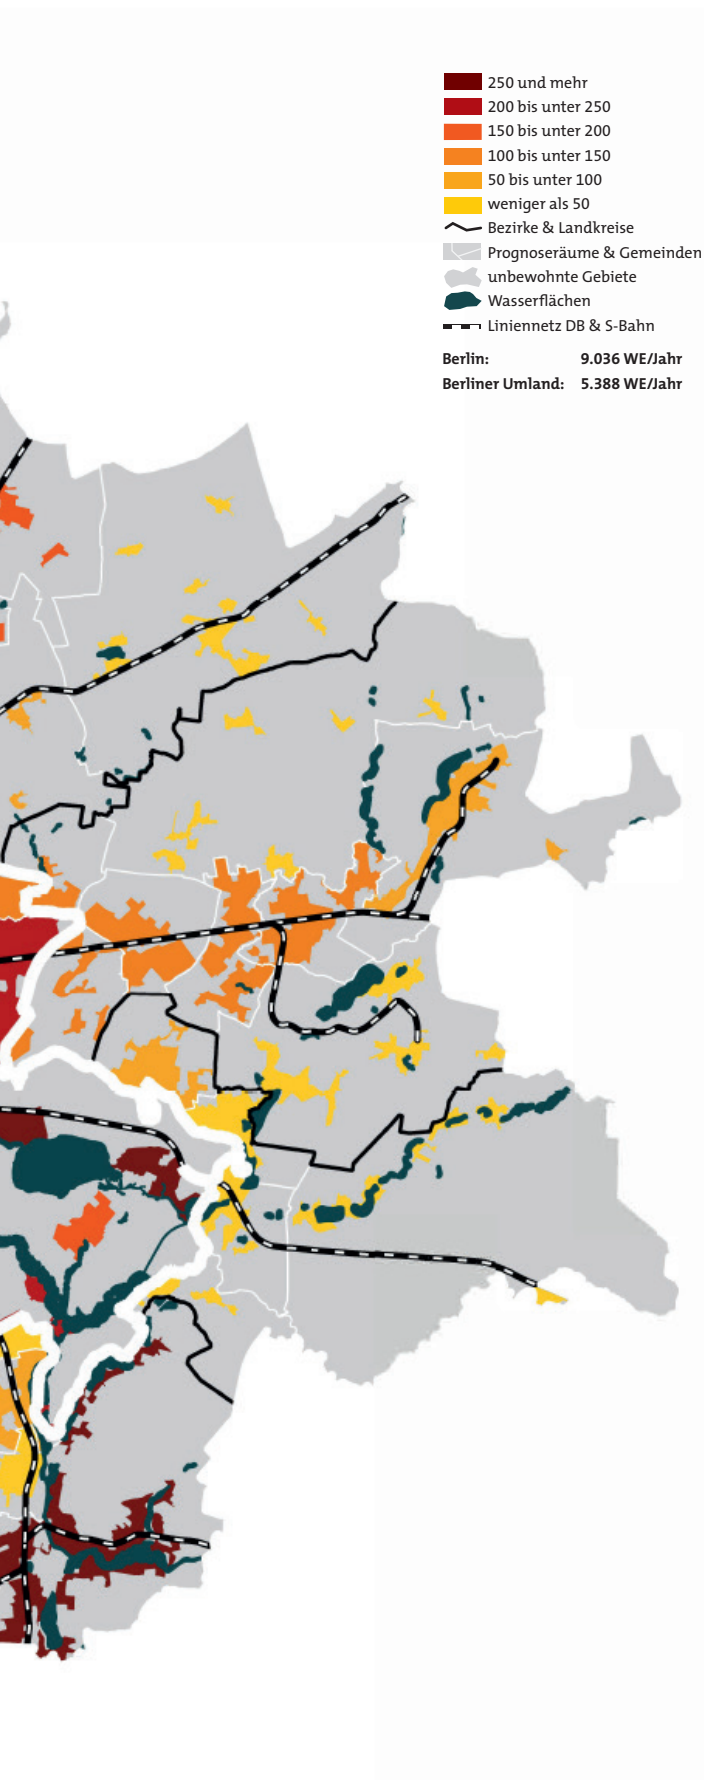 250 und mehr
200 bis unter 250
150 bis unter 200
100 bis unter 150
50 bis unter 100
weniger als 50
Bezirke & Landkreise
Prognoseräume & Gemeinden
unbewohnte Gebiete
Wasserflächen
Liniennetz DB & S-Bahn
Berlin: 9.036 WE/Jahr
Berliner Umland: 5.388 WE/Jahr